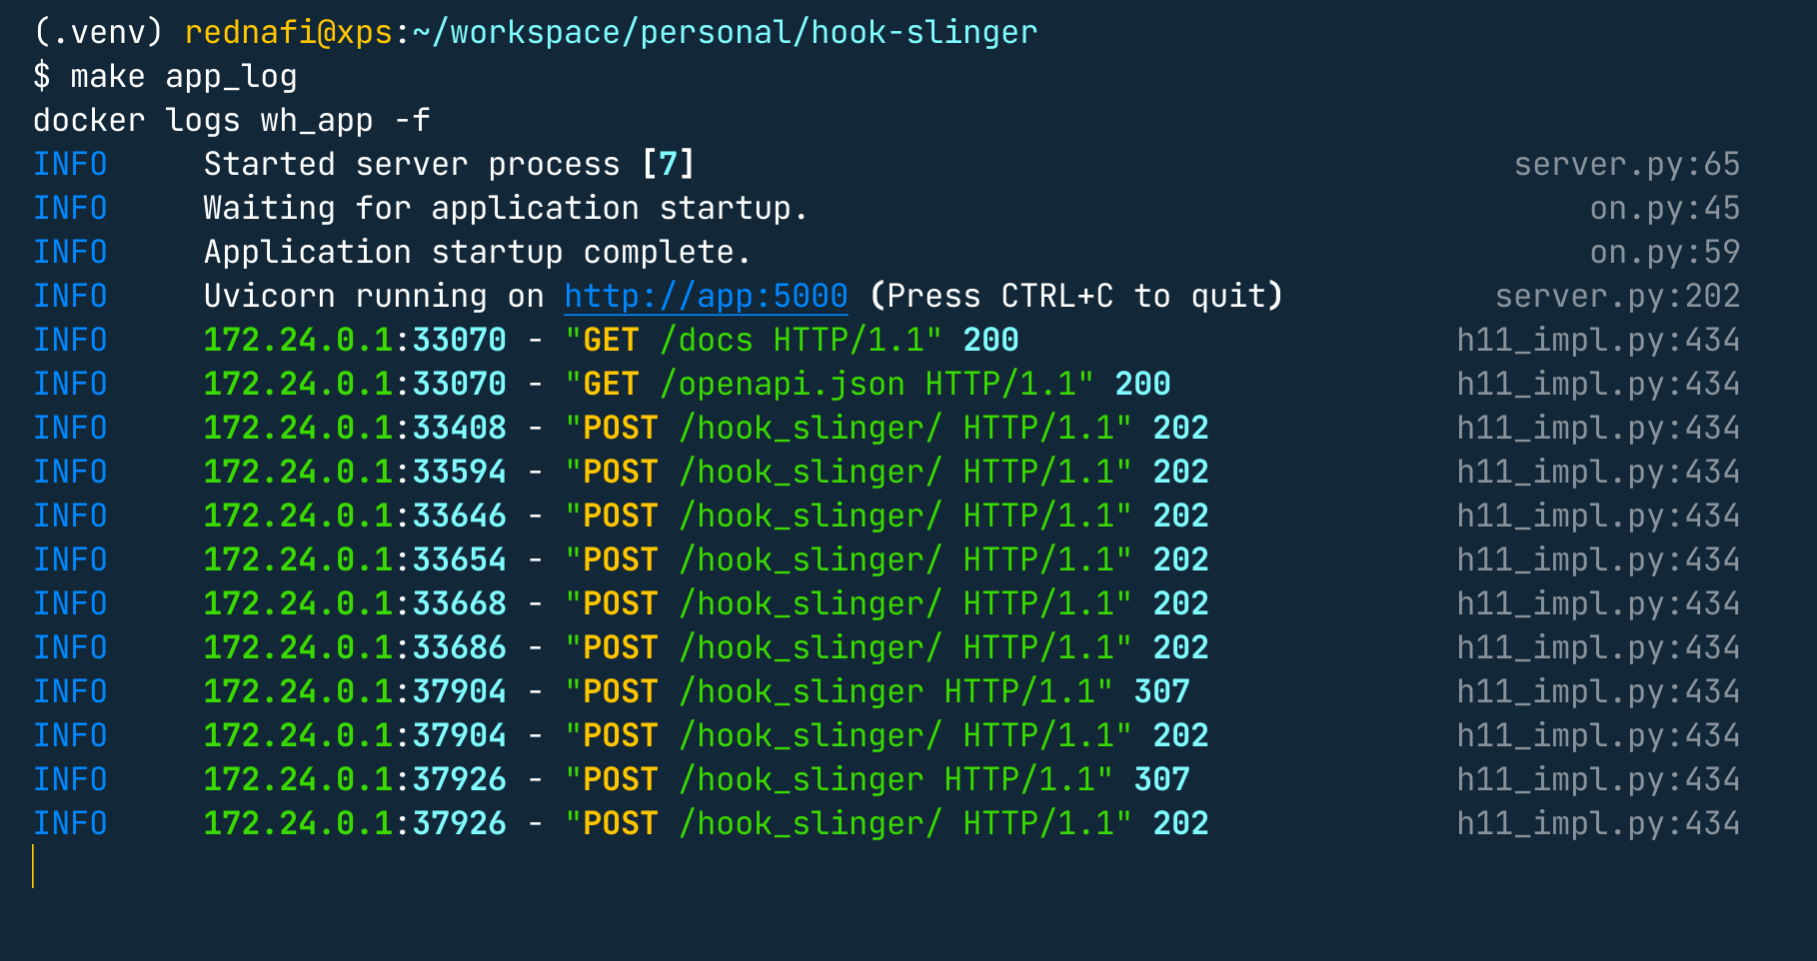 (.venv) rednafi@xps:~/workspace/personal/hook-slinger
$ make app_log
docker logs wh_app -f
INFO     Started server process [7]     server.py:65
INFO     Waiting for application startup.     on.py:45
INFO     Application startup complete.     on.py:59
INFO     Uvicorn running on http://app:5000 (Press CTRL+C to quit)     server.py:202
INFO     172.24.0.1:33070 - "GET /docs HTTP/1.1" 200     h11_impl.py:434
INFO     172.24.0.1:33070 - "GET /openapi.json HTTP/1.1" 200     h11_impl.py:434
INFO     172.24.0.1:33408 - "POST /hook_slinger/ HTTP/1.1" 202     h11_impl.py:434
INFO     172.24.0.1:33594 - "POST /hook_slinger/ HTTP/1.1" 202     h11_impl.py:434
INFO     172.24.0.1:33646 - "POST /hook_slinger/ HTTP/1.1" 202     h11_impl.py:434
INFO     172.24.0.1:33654 - "POST /hook_slinger/ HTTP/1.1" 202     h11_impl.py:434
INFO     172.24.0.1:33668 - "POST /hook_slinger/ HTTP/1.1" 202     h11_impl.py:434
INFO     172.24.0.1:33686 - "POST /hook_slinger/ HTTP/1.1" 202     h11_impl.py:434
INFO     172.24.0.1:37904 - "POST /hook_slinger HTTP/1.1" 307     h11_impl.py:434
INFO     172.24.0.1:37904 - "POST /hook_slinger/ HTTP/1.1" 202     h11_impl.py:434
INFO     172.24.0.1:37926 - "POST /hook_slinger HTTP/1.1" 307     h11_impl.py:434
INFO     172.24.0.1:37926 - "POST /hook_slinger/ HTTP/1.1" 202     h11_impl.py:434